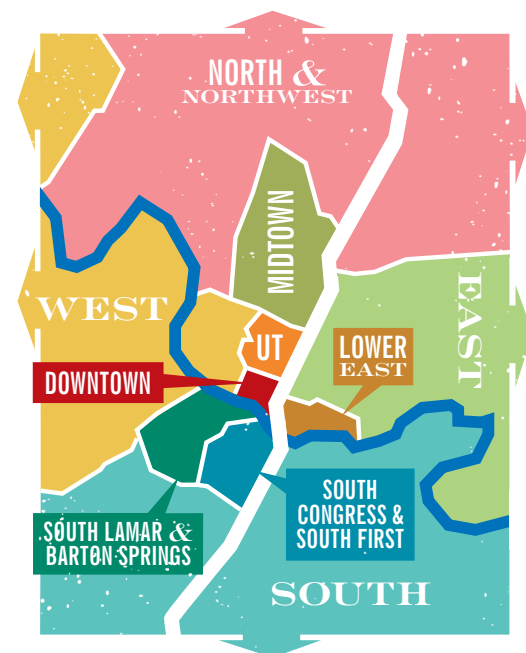 NORTH &
NORTHWEST
MIDTOWN
WEST
EAST
UT
LOWER
EAST
DOWNTOWN
SOUTH
CONGRESS &
SOUTH FIRST
SOUTH LAMAR &
BARTON SPRINGS
SOUTH